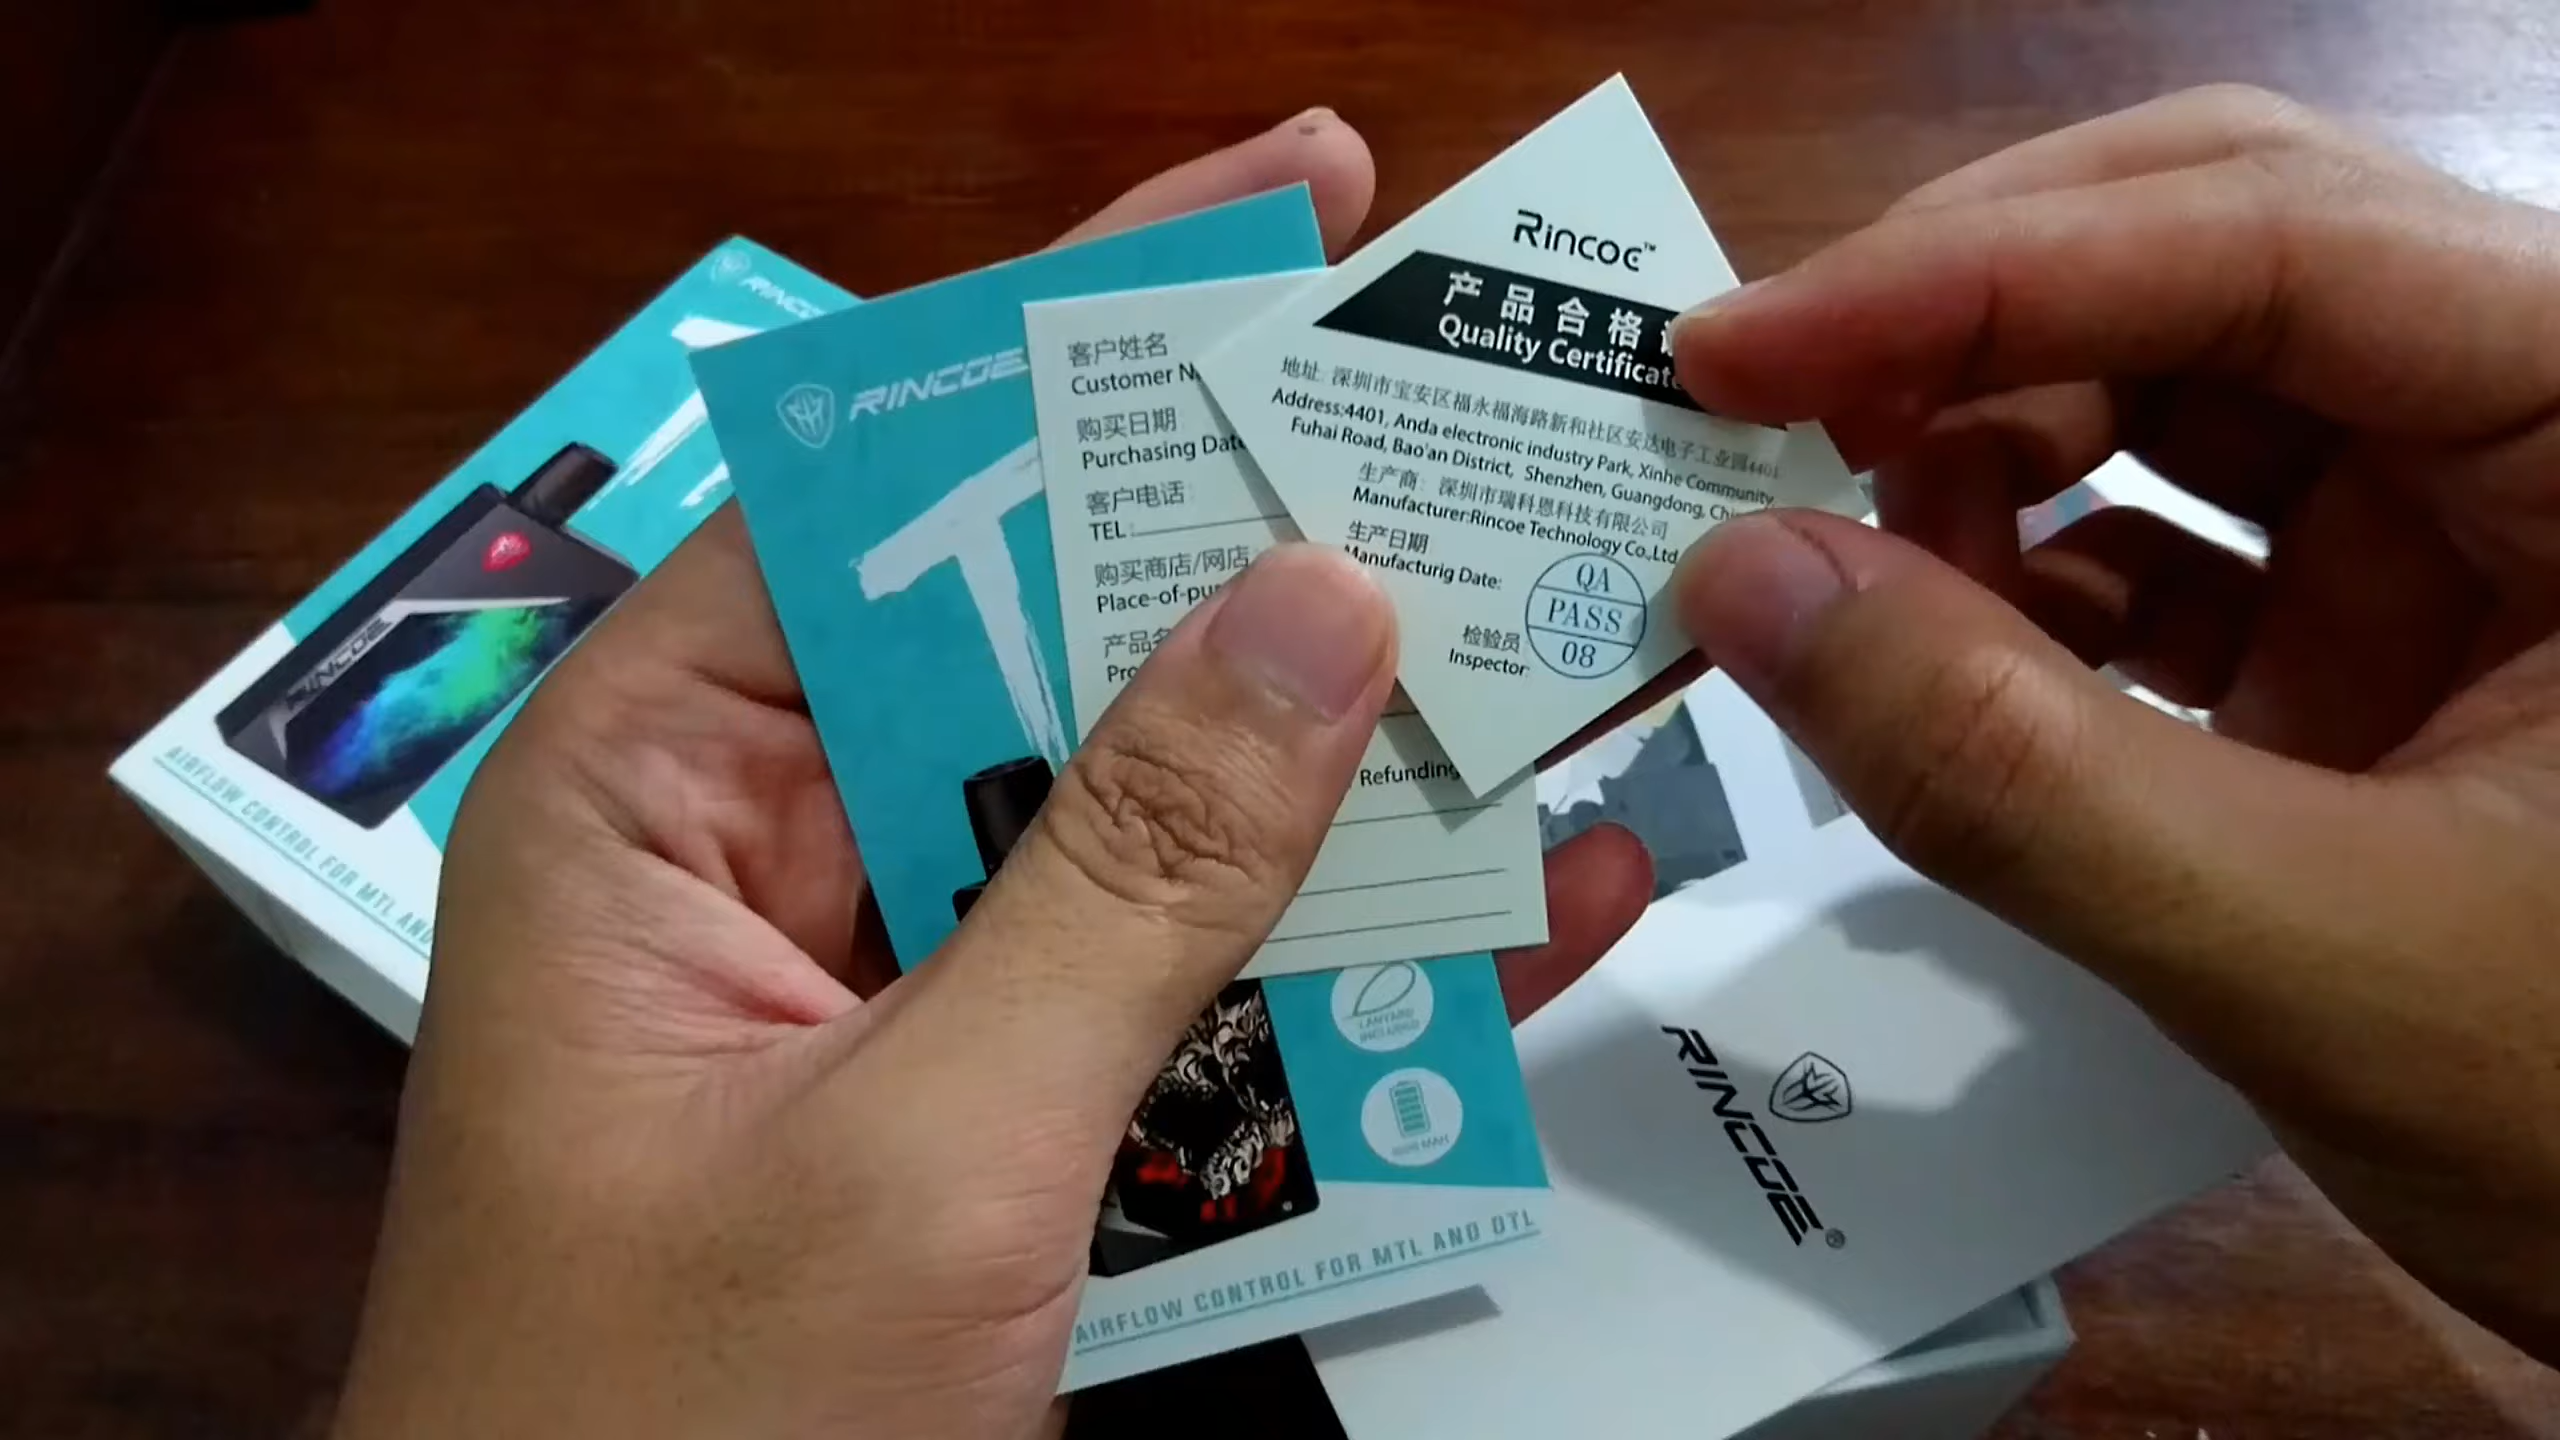 RINCOE
AIRFLOW CONTROL FOR MTL AND
RINCOE
RINCOE
客户姓名
Customer
购买日期
Purchasing Date
客户电话:
TEL:
购买商店/网店
Place-of-
产品
Refunding
LANYARD
INCLUDED
AIRFLOW CONTROL FOR MTL AND DTL
Rincoe™
产品合格
Quality Certificate
地址: 深圳市宝安区福永福海路新和社区安达电子工业园4401
Address:4401, Anda electronic industry Park, Xinhe Community,
Fuhai Road, Bao'an District, Shenzhen, Guangdong,
生产商: 深圳市瑞科恩科技有限公司
Manufacturer:Rincoe Technology Co.,Ltd
生产日期
Manufacturig Date:
检验员
Inspector:
QA
PASS
08
RINCOE®